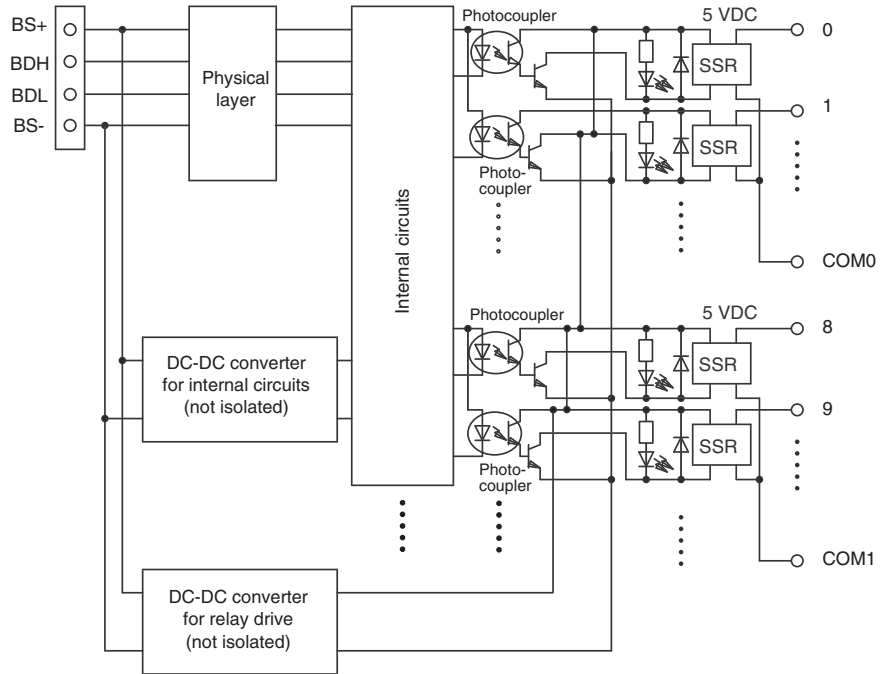 BS+
BDH
BDL
BS-
Physical
layer
Internal circuits
Photocoupler
5 VDC
SSR
0
SSR
1
Photo-
coupler
COM0
Photocoupler
5 VDC
SSR
8
SSR
9
Photo-
coupler
COM1
DC-DC converter
for internal circuits
(not isolated)
DC-DC converter
for relay drive
(not isolated)